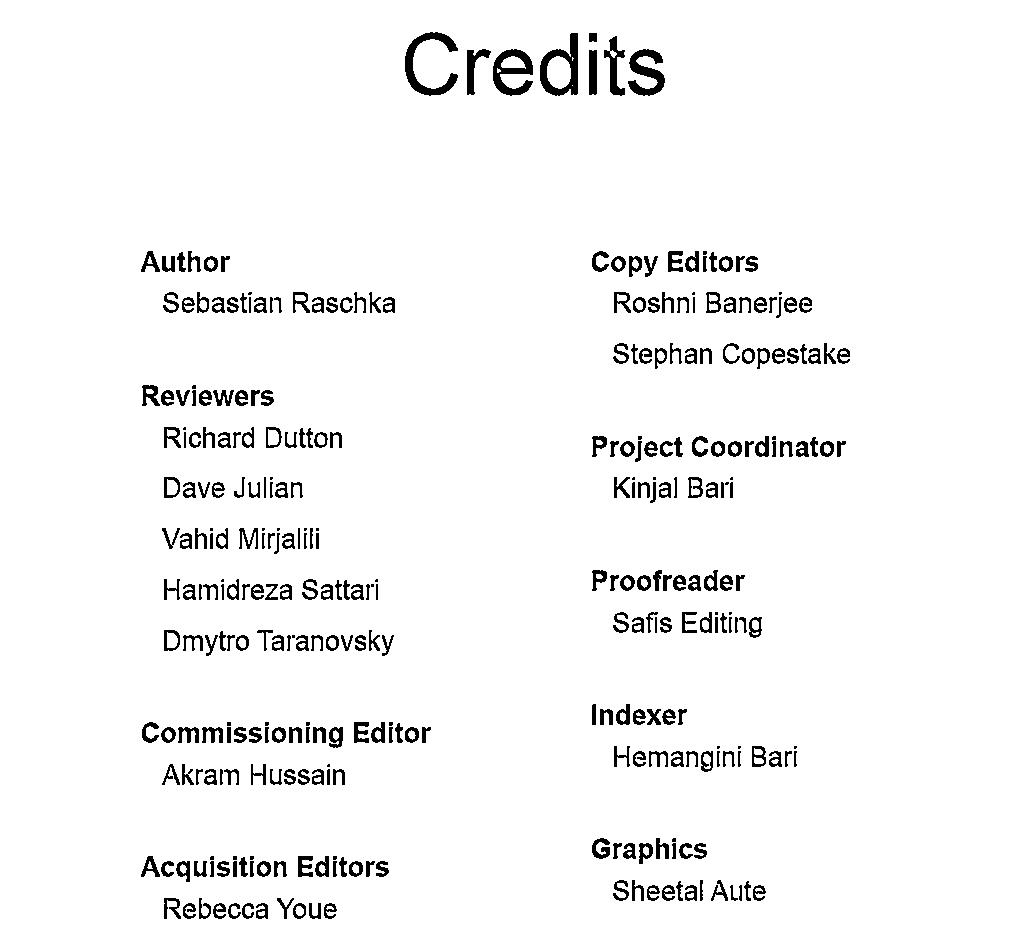 Credits
Author
Sebastian Raschka
Reviewers
Richard Dutton
Dave Julian
Vahid Mirjalili
Hamidreza Sattari
Dmytro Taranovsky
Commissioning Editor
Akram Hussain
Acquisition Editors
Rebecca Youe
Copy Editors
Roshni Banerjee
Stephan Copestake
Project Coordinator
Kinjal Bari
Proofreader
Safis Editing
Indexer
Hemangini Bari
Graphics
Sheetal Aute